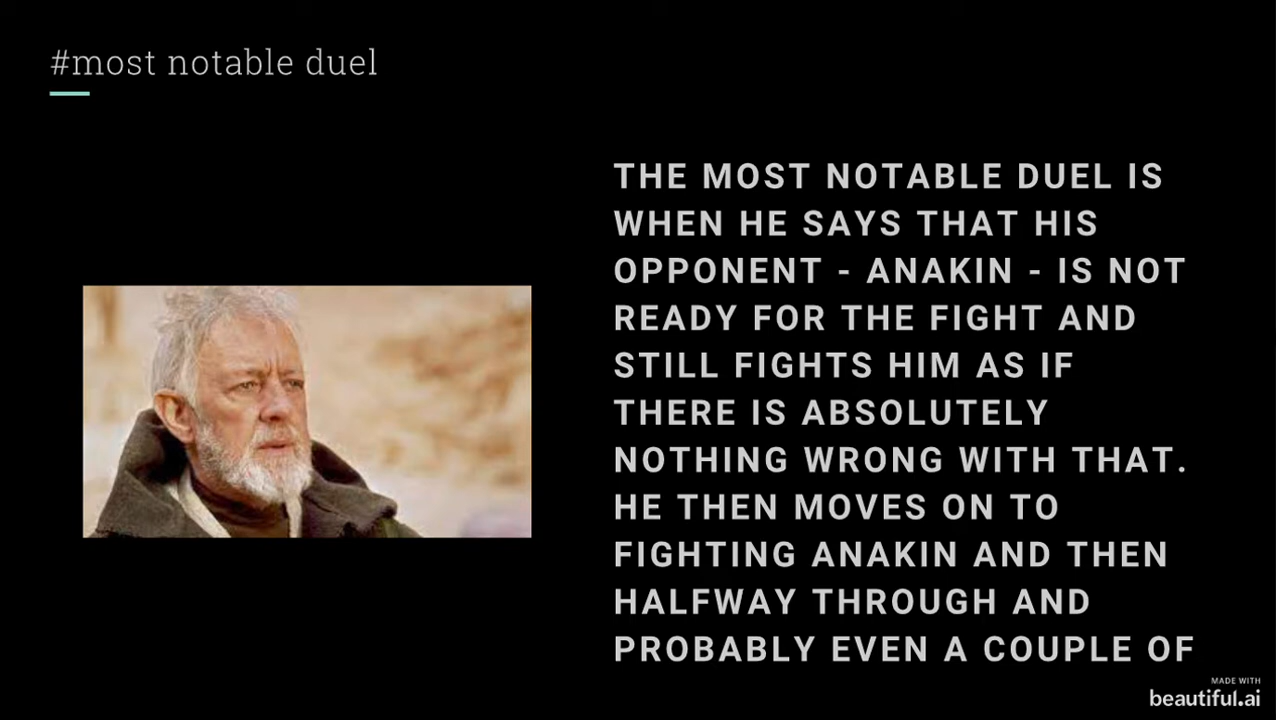 #most notable duel
THE MOST NOTABLE DUEL IS
WHEN HE SAYS THAT HIS
OPPONENT - ANAKIN - IS NOT
READY FOR THE FIGHT AND
STILL FIGHTS HIM AS IF
THERE IS ABSOLUTELY
NOTHING WRONG WITH THAT.
HE THEN MOVES ON TO
FIGHTING ANAKIN AND THEN
HALFWAY THROUGH AND
PROBABLY EVEN A COUPLE OF
MADE WITH
beautiful.ai